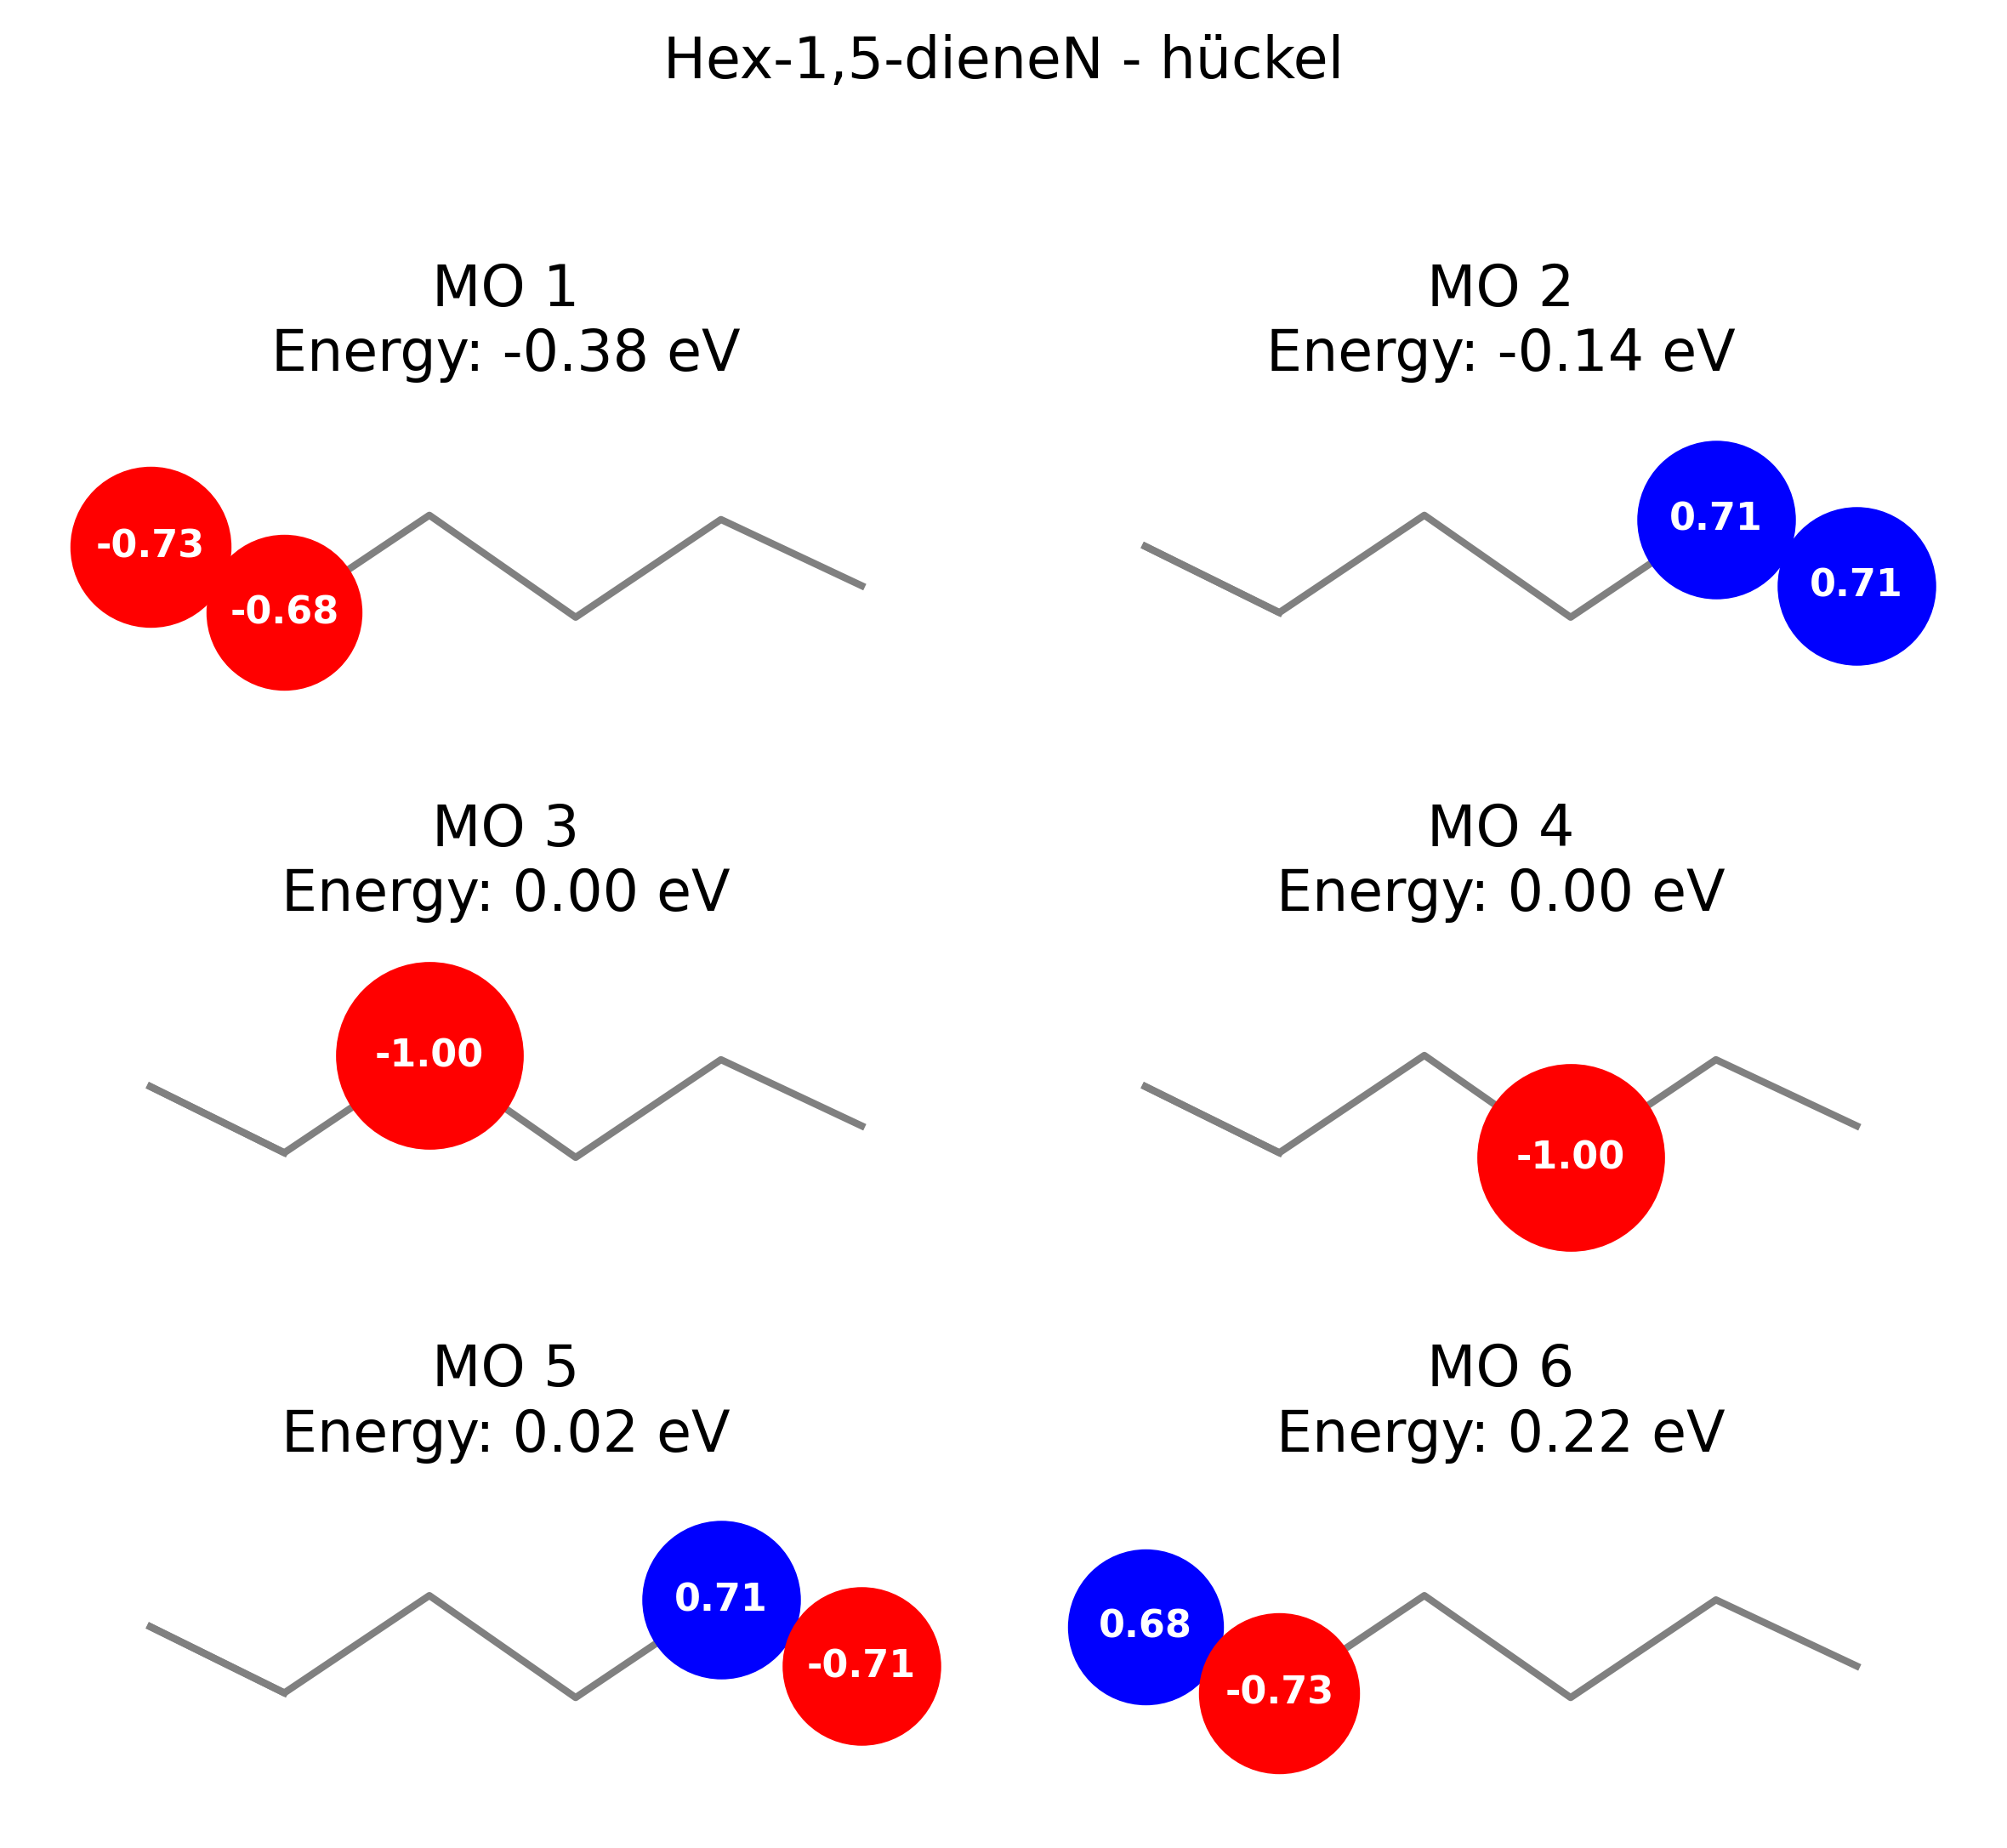 Hex-1,5-dieneN - hückel
MO 1
Energy: -0.38 eV
-0.73
-0.68
MO 2
Energy: -0.14 eV
0.71
0.71
MO 3
Energy: 0.00 eV
-1.00
MO 4
Energy: 0.00 eV
-1.00
MO 5
Energy: 0.02 eV
0.71
-0.71
MO 6
Energy: 0.22 eV
0.68
-0.73